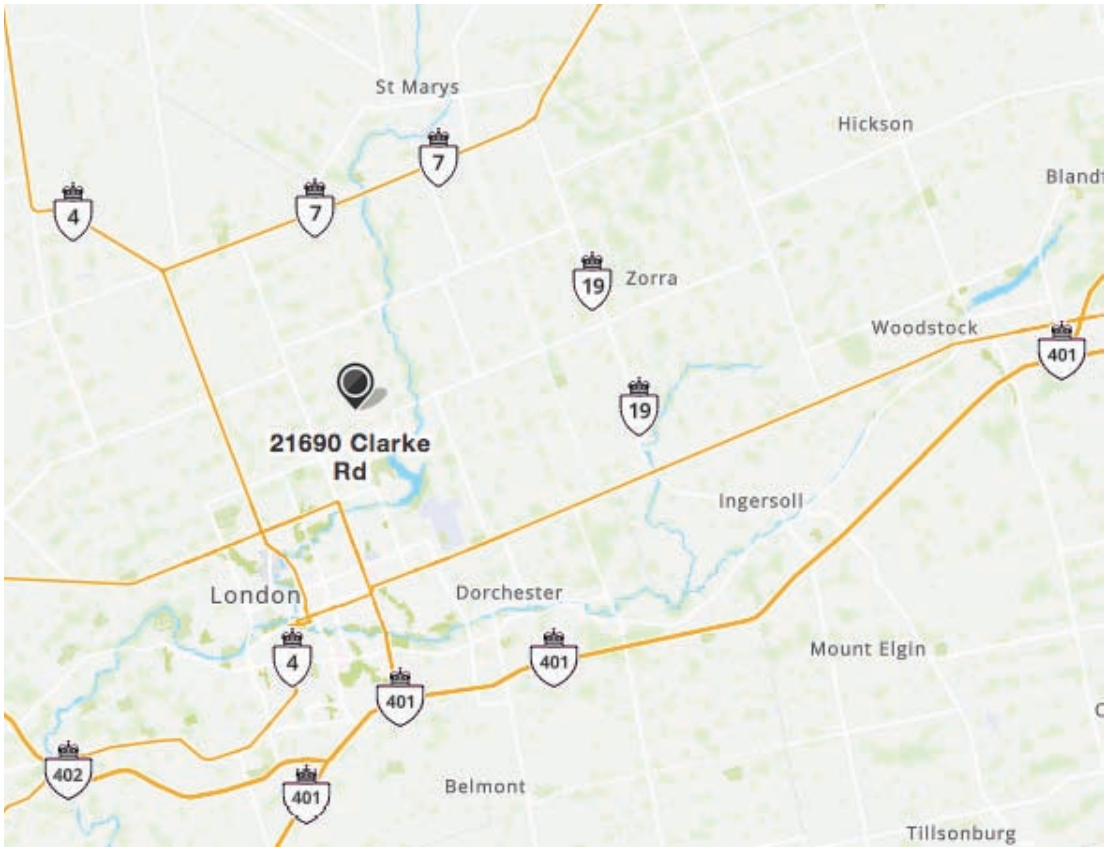 St Marys
Hickson
7
Blandf
4
7
19
Zorra
Woodstock
401
19
21690 Clarke
Rd
Ingersoll
London
Dorchester
4
401
Mount Elgin
401
402
401
Belmont
Tillsonburg